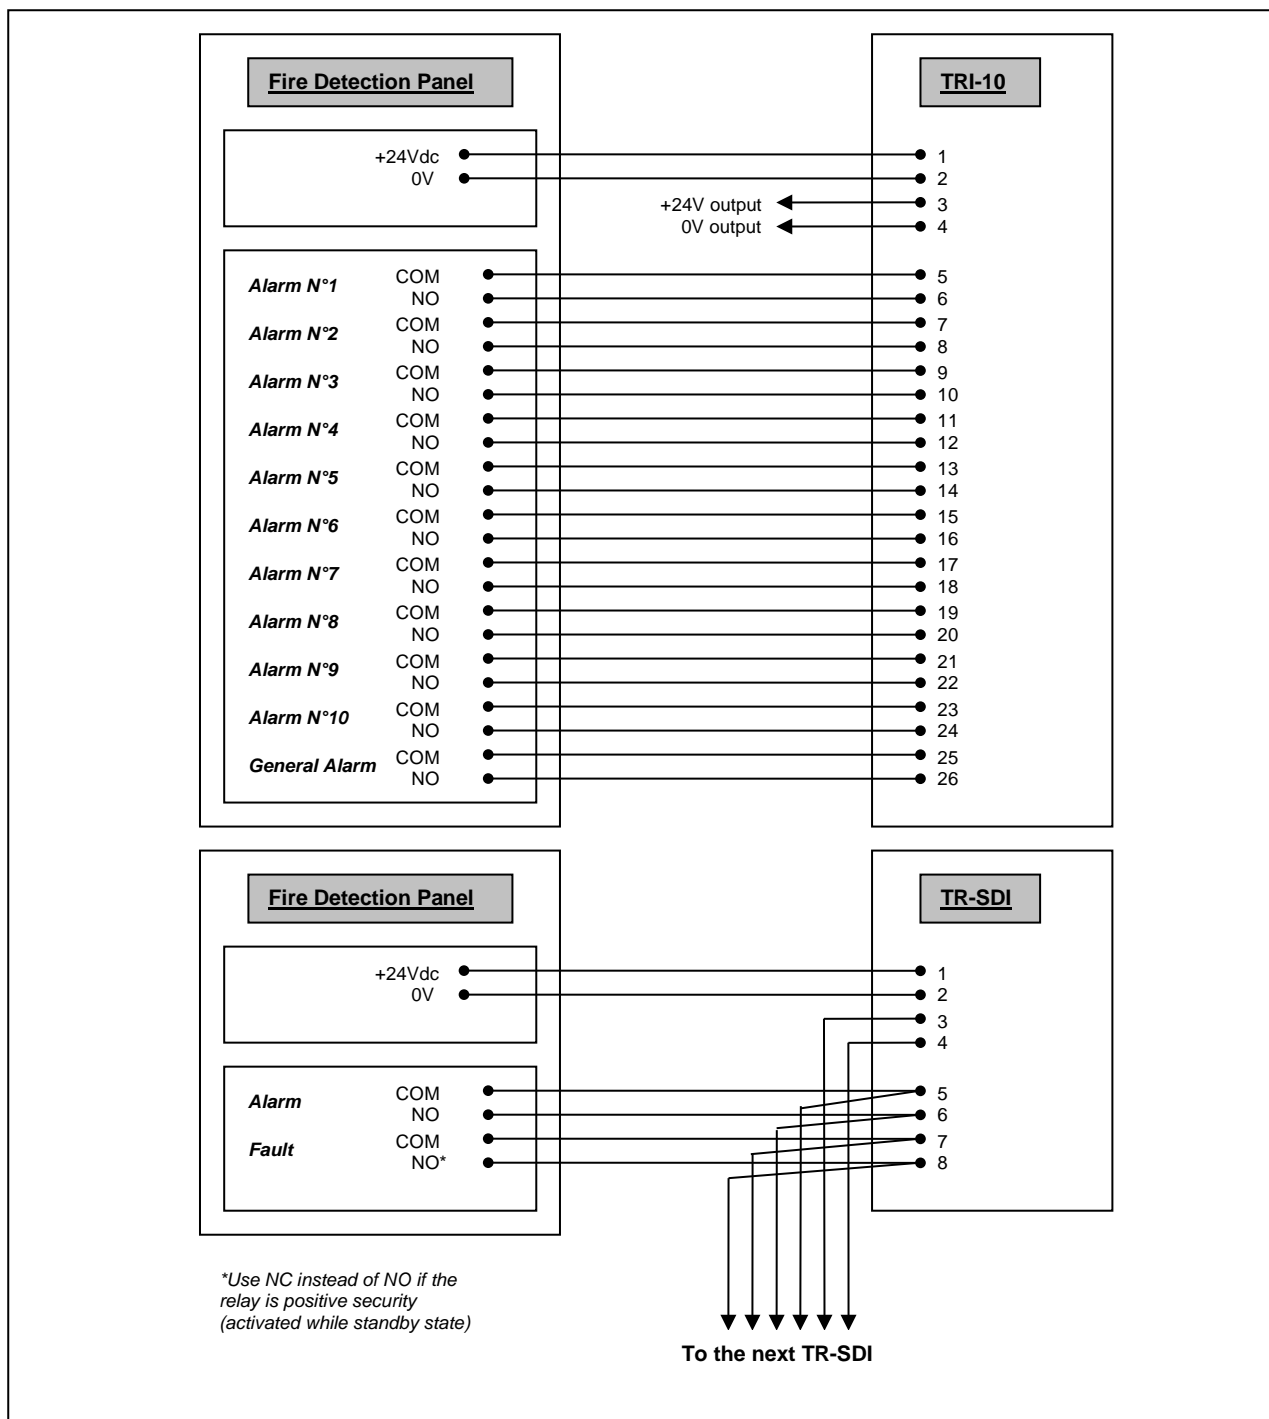 Fire Detection Panel
TRI-10
+24Vdc 1
0V 2
+24V output 3
0V output 4
Alarm N°1 COM 5
NO 6
Alarm N°2 COM 7
NO 8
Alarm N°3 COM 9
NO 10
Alarm N°4 COM 11
NO 12
Alarm N°5 COM 13
NO 14
Alarm N°6 COM 15
NO 16
Alarm N°7 COM 17
NO 18
Alarm N°8 COM 19
NO 20
Alarm N°9 COM 21
NO 22
Alarm N°10 COM 23
NO 24
General Alarm COM 25
NO 26
Fire Detection Panel
TR-SDI
+24Vdc 1
0V 2
3
4
Alarm COM 5
NO 6
Fault COM 7
NO* 8
*Use NC instead of NO if the
relay is positive security
(activated while standby state)
To the next TR-SDI